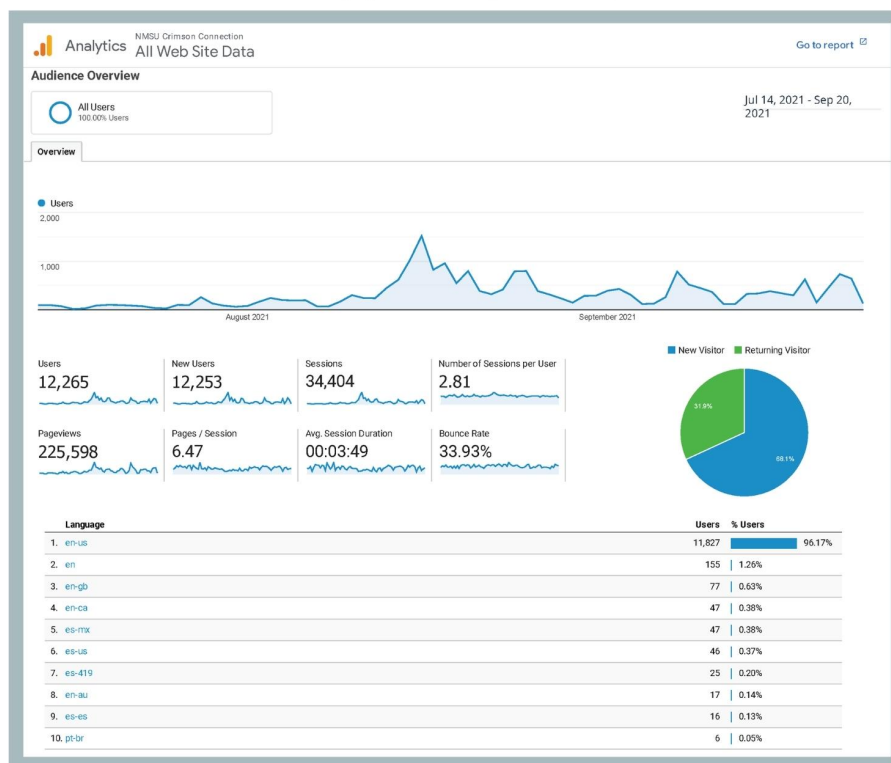 Analytics
NMSU Crimson Connection
All Web Site Data
Go to report
Audience Overview
All Users
100.00% Users
Jul 14, 2021 - Sep 20,
2021
Overview
Users
2,000
1,000
August 2021
September 2021
New Visitor Returning Visitor
31.9%
68.1%
Users
12,265
New Users
12,253
Sessions
34,404
Number of Sessions per User
2.81
Pageviews
225,598
Pages / Session
6.47
Avg. Session Duration
00:03:49
Bounce Rate
33.93%
Language Users % Users
1. en-us 11,827 96.17%
2. en 155 1.26%
3. en-gb 77 0.63%
4. en-ca 47 0.38%
5. es-mx 47 0.38%
6. es-us 46 0.37%
7. es-419 25 0.20%
8. en-au 17 0.14%
9. es-es 16 0.13%
10. pt-br 6 0.05%